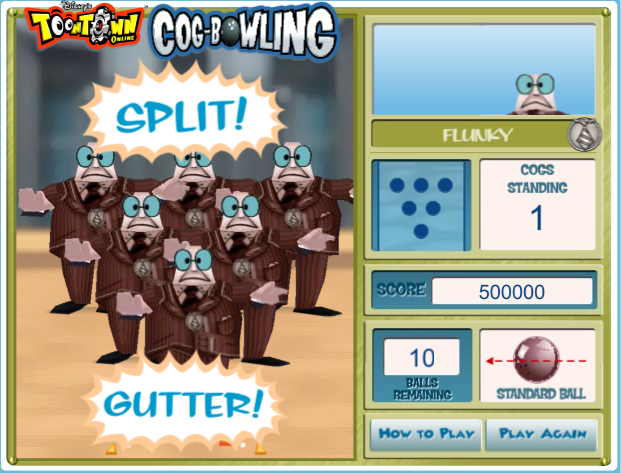 Disney's
TOONTOWN
ONLINE
COG-BOWLING
SPLIT!
GUTTER!
FLUNKY
COGS
STANDING
1
SCORE
500000
10
BALLS
REMAINING
STANDARD BALL
HOW TO PLAY
PLAY AGAIN